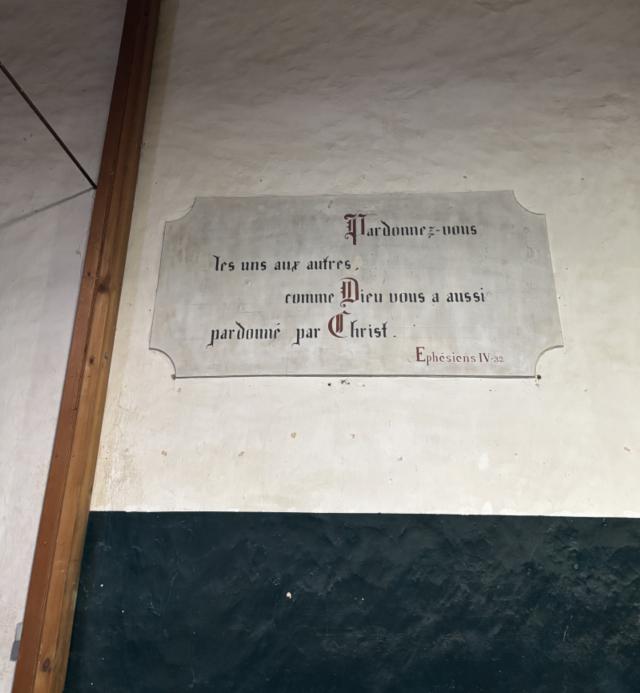 Pardonnez-vous
les uns aux autres,
comme Dieu vous a aussi
pardonné par Christ.
Ephésiens IV-32